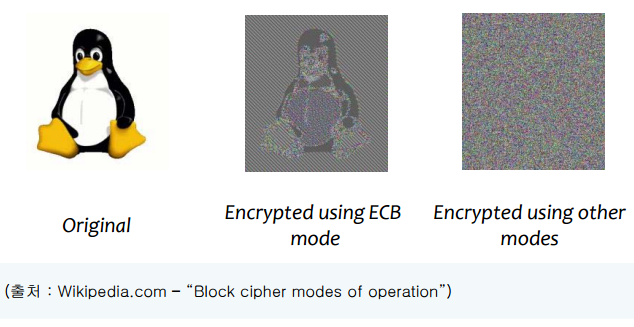 Original
Encrypted using ECB
mode
Encrypted using other
modes
(출처 : Wikipedia.com – “Block cipher modes of operation”)